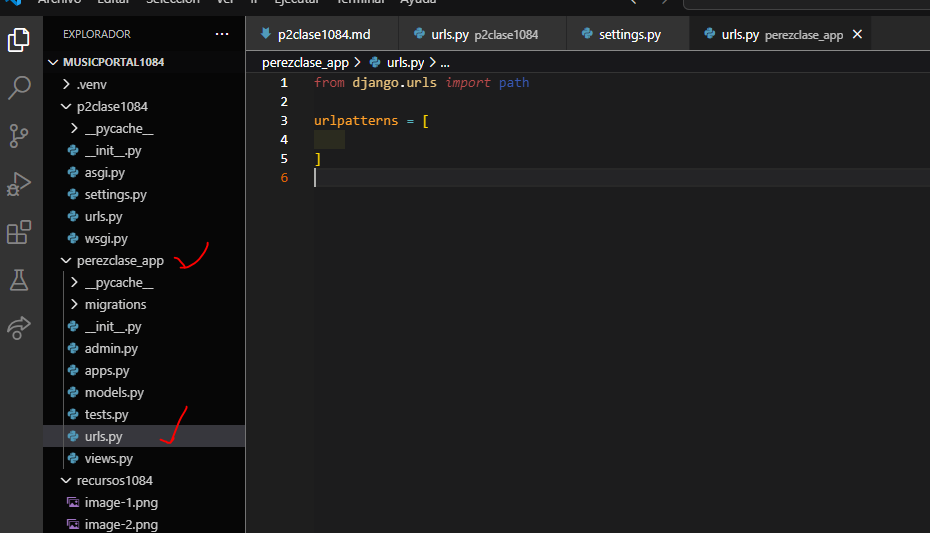 Archivo Editar Selección Ver Ir Ejecutar Terminal Ayuda
EXPLORADOR ···
p2clase1084.md urls.py p2clase1084 settings.py urls.py perezclase_app
MUSICPORTAL1084
perezclase_app > urls.py > ...
.venv
p2clase1084
__pycache__
__init__.py
asgi.py
settings.py
urls.py
wsgi.py
perezclase_app
__pycache__
migrations
__init__.py
admin.py
apps.py
models.py
tests.py
urls.py
views.py
recursos1084
image-1.png
image-2.png
1 from django.urls import path
2
3 urlpatterns = [
4
5 ]
6